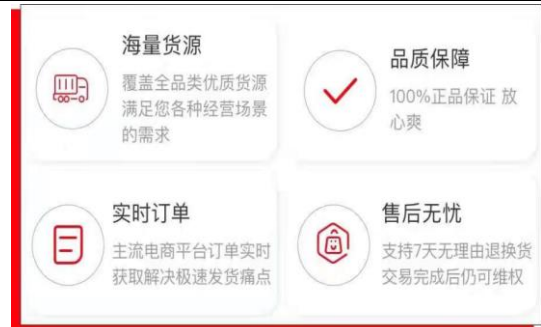 海量货源
覆盖全品类优质货源
满足您各种经营场景
的需求
品质保障
100%正品保证 放
心爽
实时订单
主流电商平台订单实时
获取解决极速发货痛点
售后无忧
支持7天无理由退换货
交易完成后仍可维权